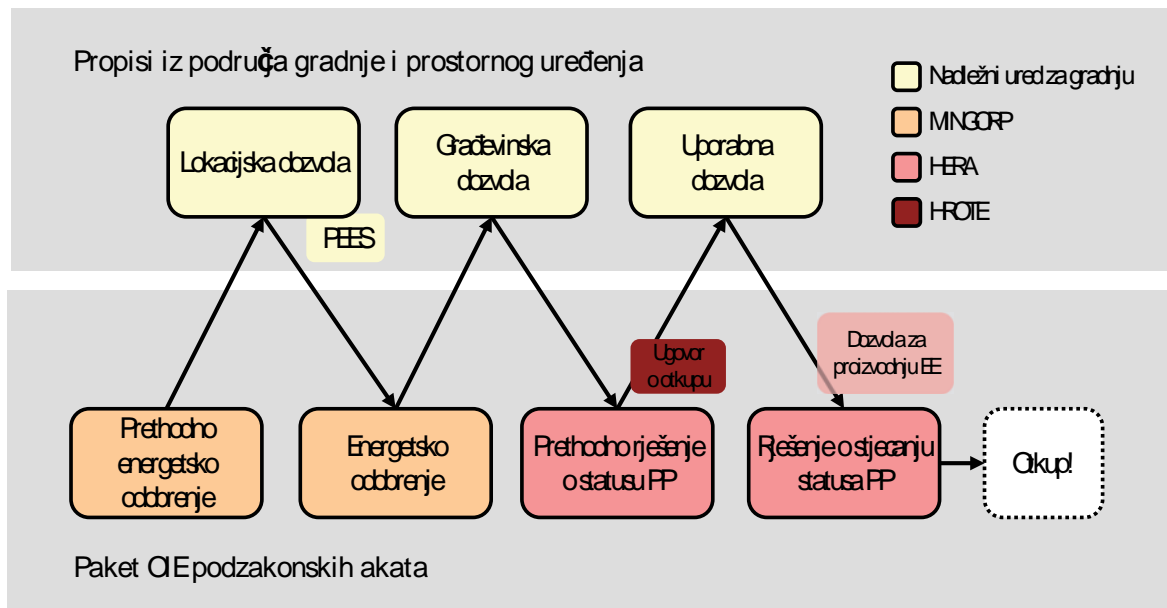 Propisi iz područja gradnje i prostornog uređenja
Nadležni ured za gradnju
MINGORP
HERA
HROTE
Lokacijska dozvola
Građevinska
dozvola
Uporabna
dozvola
PEES
Ugovor
o otkupu
Dozvola za
proizvodnju EE
Prethodno
energetsko
odobrenje
Energetsko
odobrenje
Prethodno rješenje
o statusu PP
Rješenje o stjecanju
statusa PP
Otkup!
Paket OIE podzakonskih akata